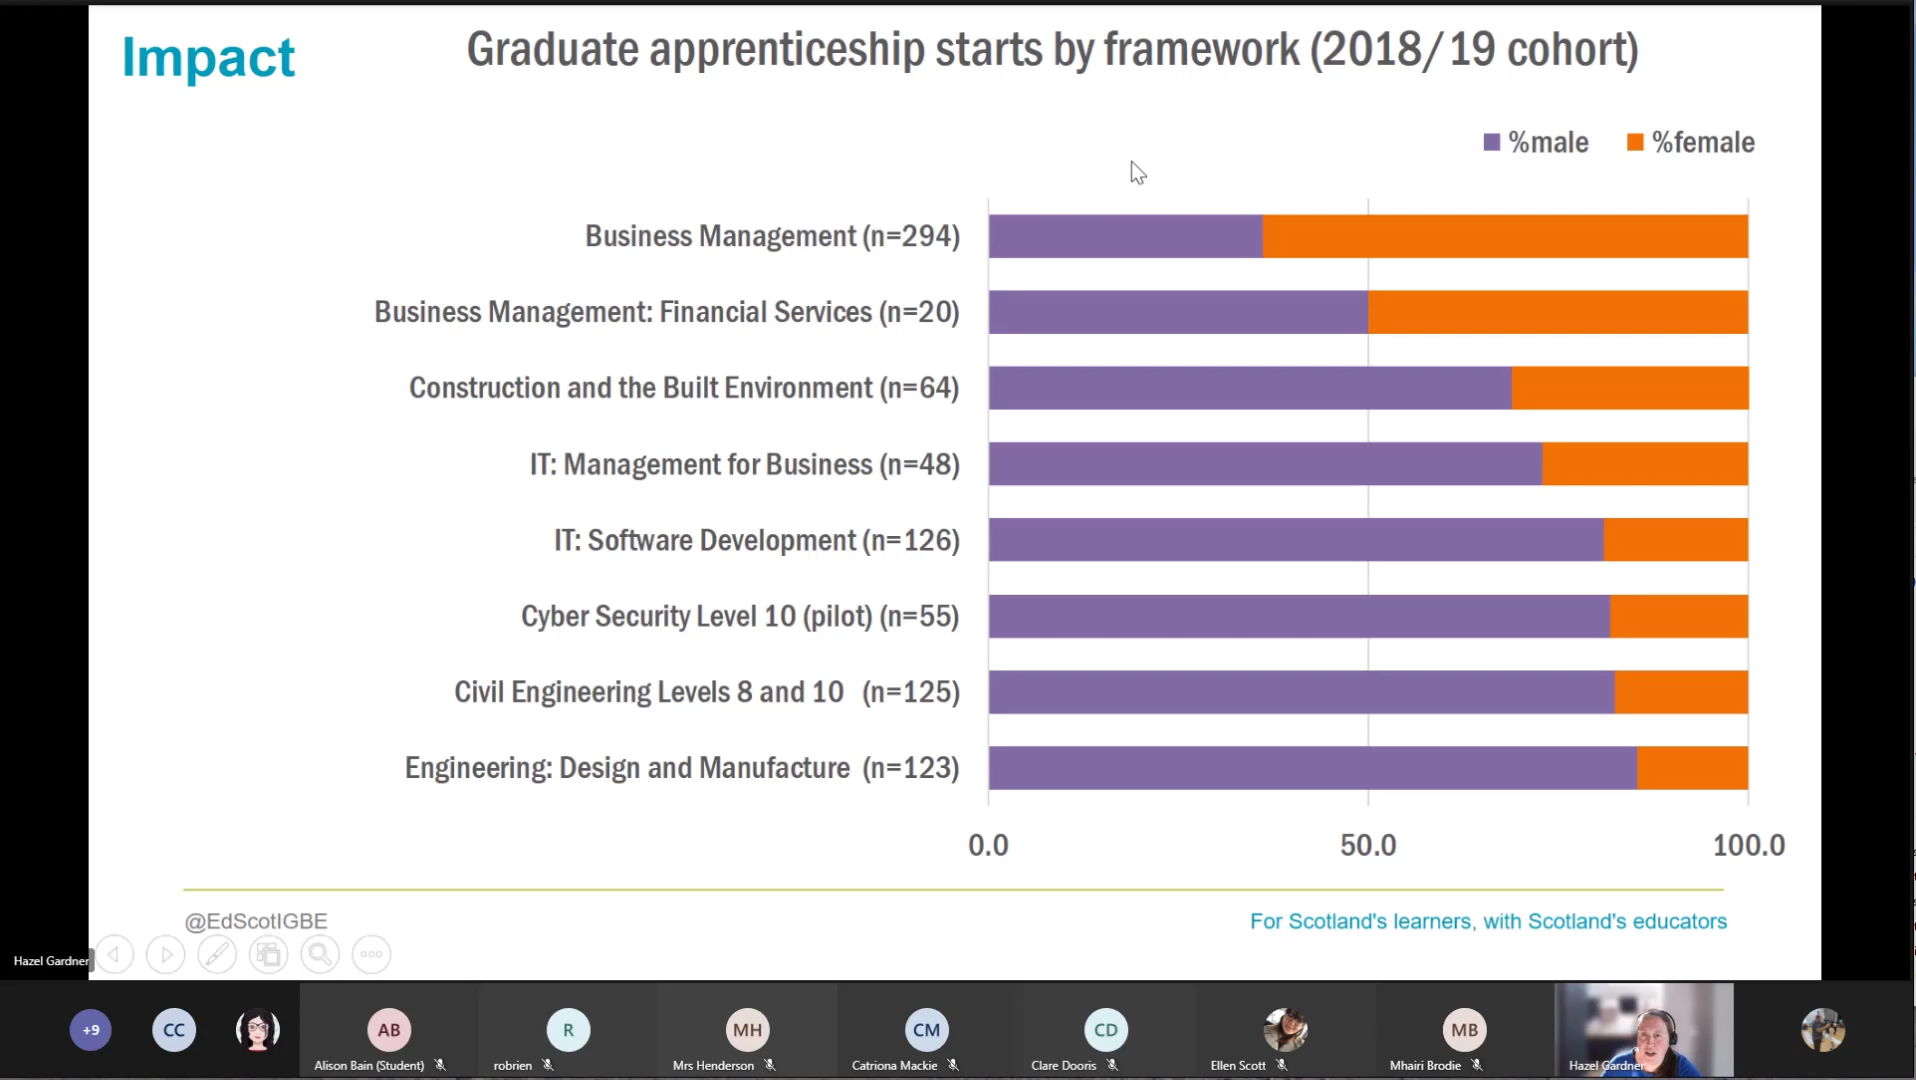 Impact
Graduate apprenticeship starts by framework (2018/19 cohort)
%male %female
Business Management (n=294)
Business Management: Financial Services (n=20)
Construction and the Built Environment (n=64)
IT: Management for Business (n=48)
IT: Software Development (n=126)
Cyber Security Level 10 (pilot) (n=55)
Civil Engineering Levels 8 and 10 (n=125)
Engineering: Design and Manufacture (n=123)
0.0 50.0 100.0
@EdScotIGBE
For Scotland's learners, with Scotland's educators
Hazel Gardner
+9
CC
AB
R
MH
CM
CD
MB
Alison Bain (Student)
robrien
Mrs Henderson
Catriona Mackie
Clare Dooris
Ellen Scott
Mhairi Brodie
Hazel Gardner